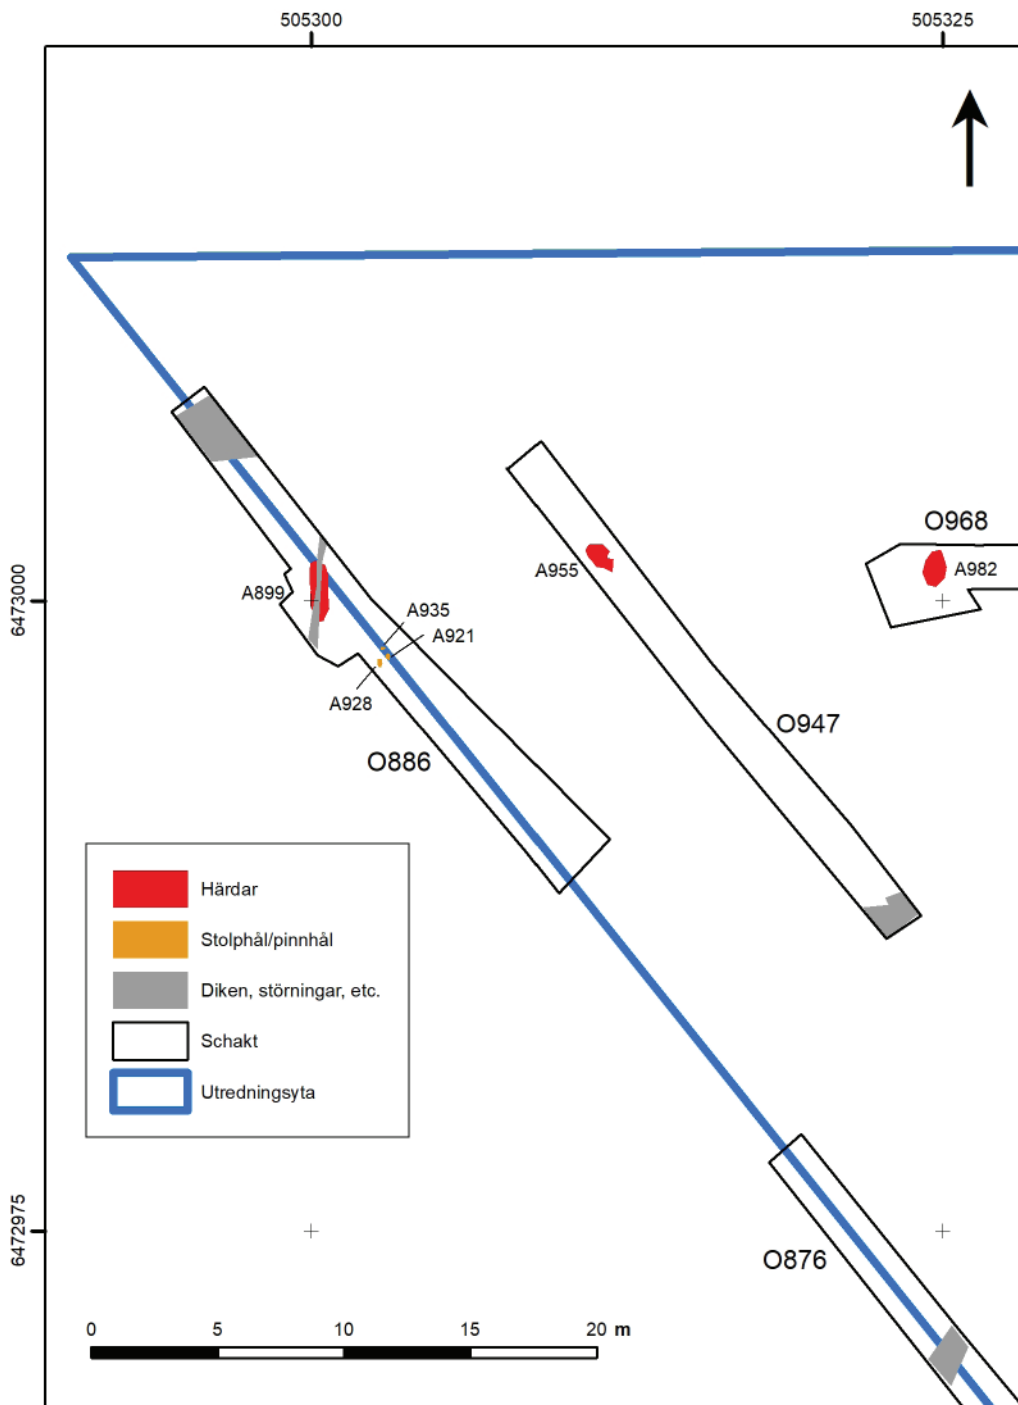 505300
505325
O968
A955
A982
A899
6473000
A935
A921
A928
O947
O886
Härdar
Stolphål/pinnhål
Diken, störningar, etc.
Schakt
Utredningsyta
6472975
O876
0 5 10 15 20 m